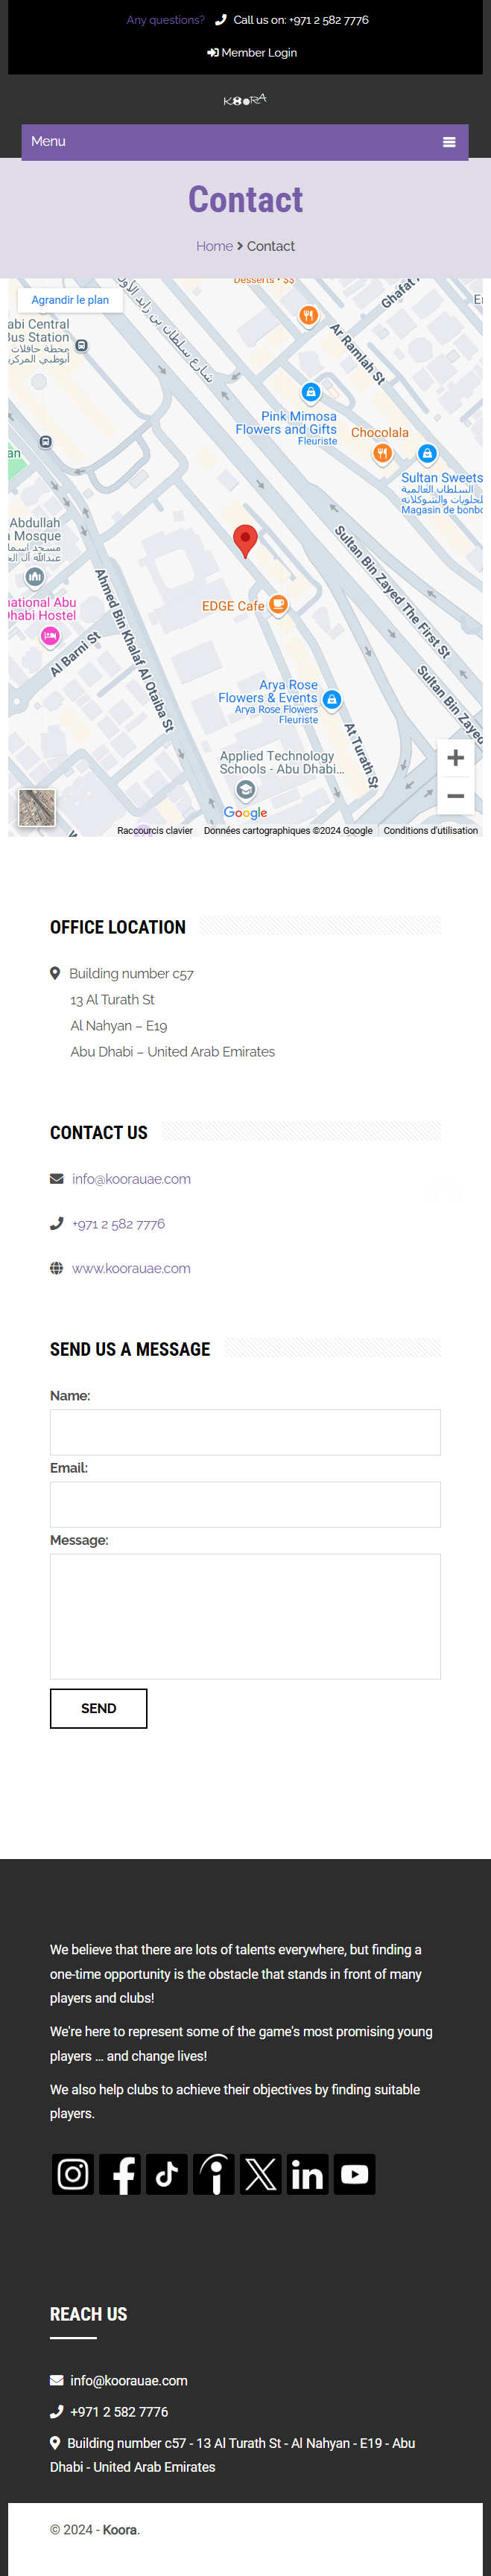 Any questions? Call us on: +971 2 582 7776
Member Login
KOORA
Menu
Contact
Home > Contact
Desserts • $$
Agrandir le plan
Ghafat
abi Central
Bus Station
محطة حافلات
أبوظبي المركز
شارع سلطان بن زايد الأول
Ar Ramlah St
Pink Mimosa
Flowers and Gifts
Fleuriste
Chocolala
an
Sultan Sweets
السلطان العالمية
للحلويات والشوكلاته
Magasin de bonbo
Abdullah
Mosque
Sultan Bin Zayed The First St
EDGE Cafe
national Abu
Dhabi Hostel
Al Barni St
Ahmed Bin Khalaf Al Otaiba St
Arya Rose
Flowers & Events
Arya Rose Flowers
Fleuriste
Sultan Bin Zayed
At Turath St
Applied Technology
Schools - Abu Dhabi...
Google
Raccourcis clavier Données cartographiques ©2024 Google Conditions d'utilisation
OFFICE LOCATION
Building number c57
13 Al Turath St
Al Nahyan – E19
Abu Dhabi – United Arab Emirates
CONTACT US
info@koorauae.com
+971 2 582 7776
www.koorauae.com
SEND US A MESSAGE
Name:
Email:
Message:
SEND
We believe that there are lots of talents everywhere, but finding a
one-time opportunity is the obstacle that stands in front of many
players and clubs!
We're here to represent some of the game's most promising young
players … and change lives!
We also help clubs to achieve their objectives by finding suitable
players.
REACH US
info@koorauae.com
+971 2 582 7776
Building number c57 - 13 Al Turath St - Al Nahyan - E19 - Abu
Dhabi - United Arab Emirates
© 2024 - Koora.